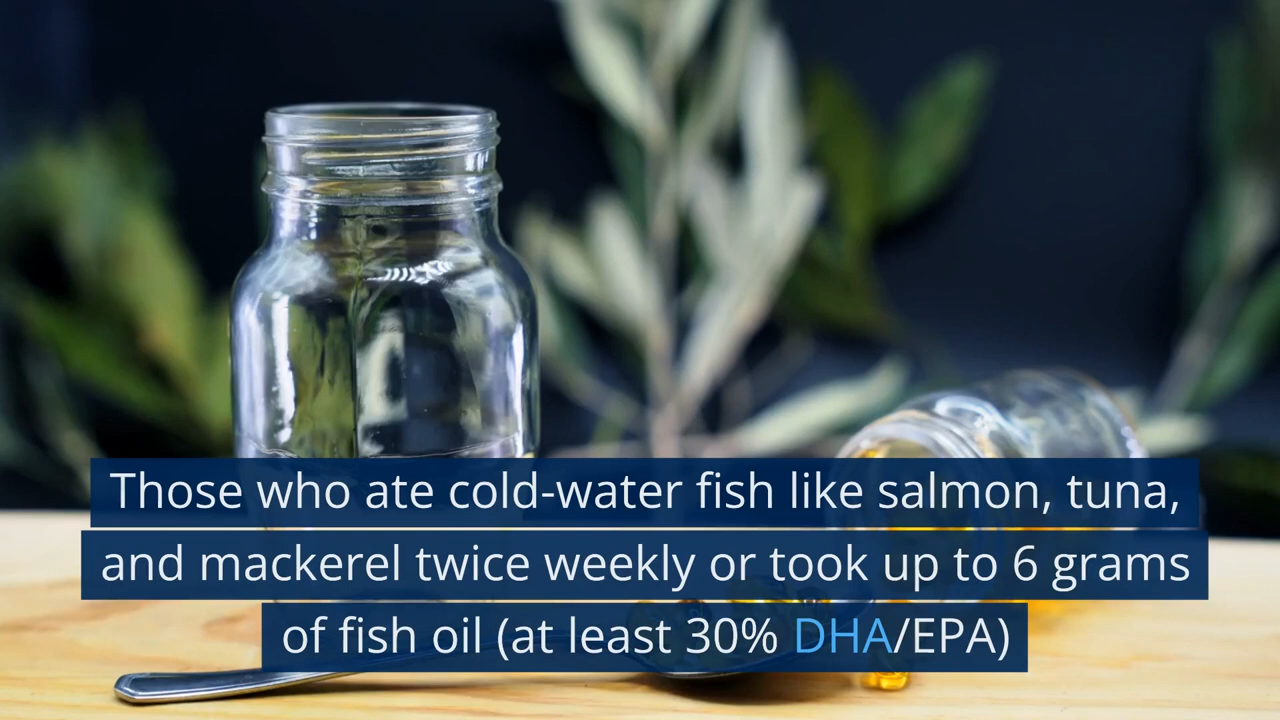 Those who ate cold-water fish like salmon, tuna,
and mackerel twice weekly or took up to 6 grams
of fish oil (at least 30% DHA/EPA)